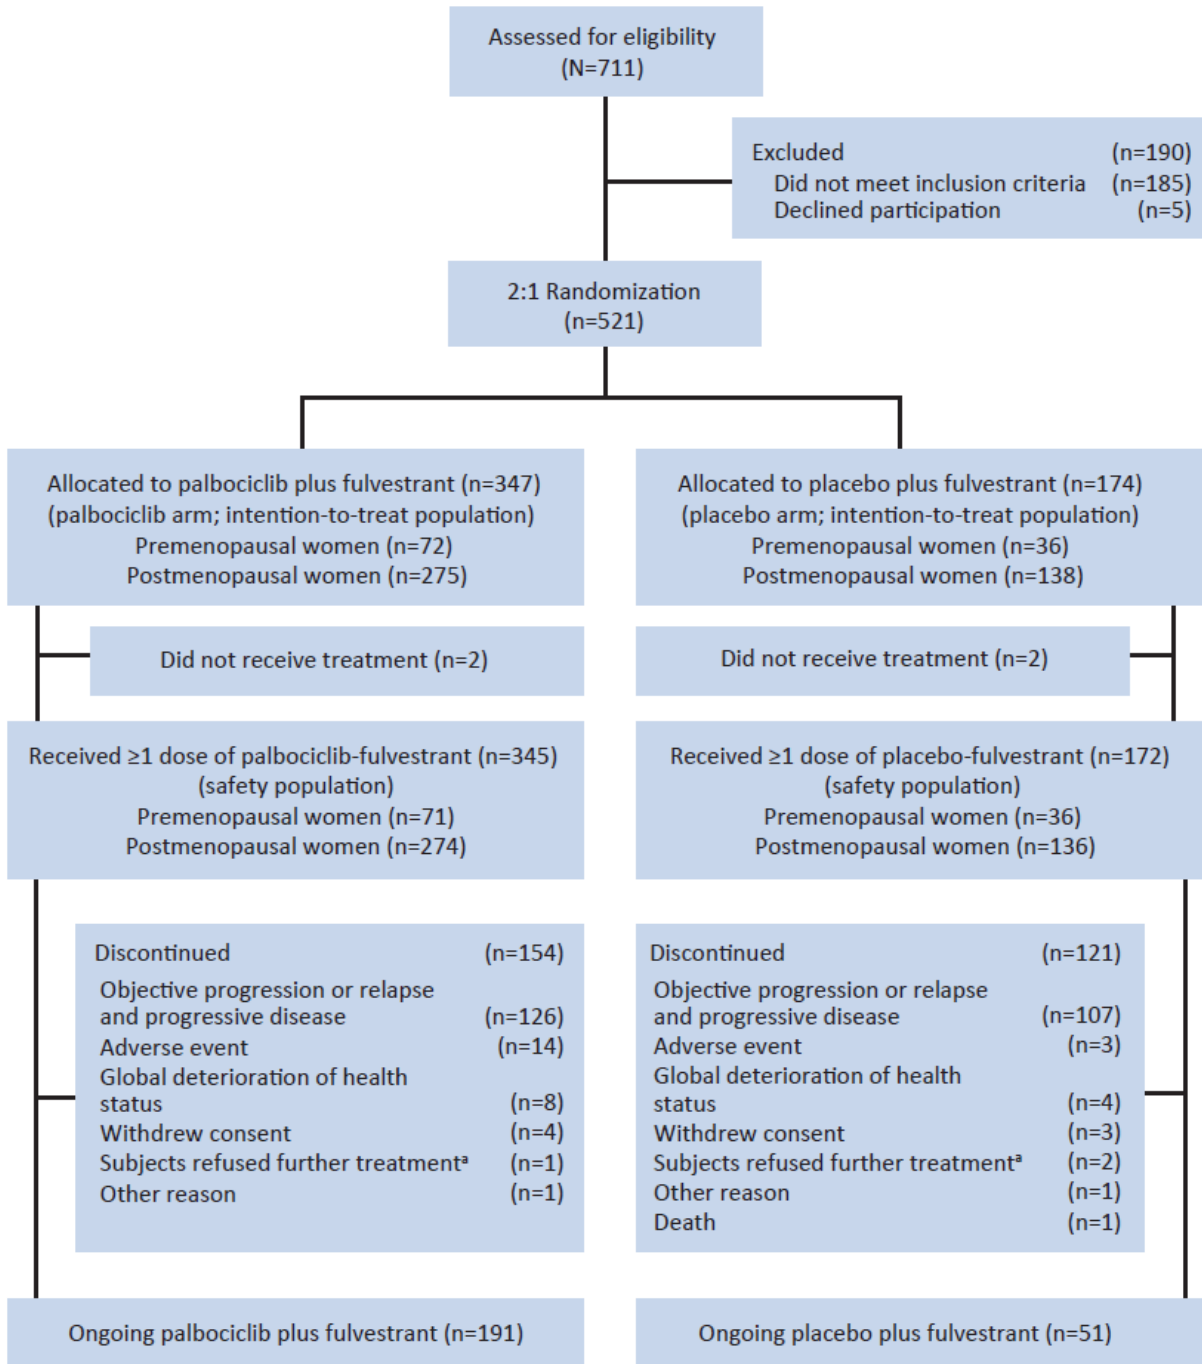 Assessed for eligibility
(N=711)
Excluded (n=190)
Did not meet inclusion criteria (n=185)
Declined participation (n=5)
2:1 Randomization
(n=521)
Allocated to palbociclib plus fulvestrant (n=347)
(palbociclib arm; intention-to-treat population)
Premenopausal women (n=72)
Postmenopausal women (n=275)
Allocated to placebo plus fulvestrant (n=174)
(placebo arm; intention-to-treat population)
Premenopausal women (n=36)
Postmenopausal women (n=138)
Did not receive treatment (n=2)
Did not receive treatment (n=2)
Received ≥1 dose of palbociclib-fulvestrant (n=345)
(safety population)
Premenopausal women (n=71)
Postmenopausal women (n=274)
Received ≥1 dose of placebo-fulvestrant (n=172)
(safety population)
Premenopausal women (n=36)
Postmenopausal women (n=136)
Discontinued (n=154)
Objective progression or relapse
and progressive disease (n=126)
Adverse event (n=14)
Global deterioration of health
status (n=8)
Withdrew consent (n=4)
Subjects refused further treatmentª (n=1)
Other reason (n=1)
Discontinued (n=121)
Objective progression or relapse
and progressive disease (n=107)
Adverse event (n=3)
Global deterioration of health
status (n=4)
Withdrew consent (n=3)
Subjects refused further treatmentª (n=2)
Other reason (n=1)
Death (n=1)
Ongoing palbociclib plus fulvestrant (n=191)
Ongoing placebo plus fulvestrant (n=51)